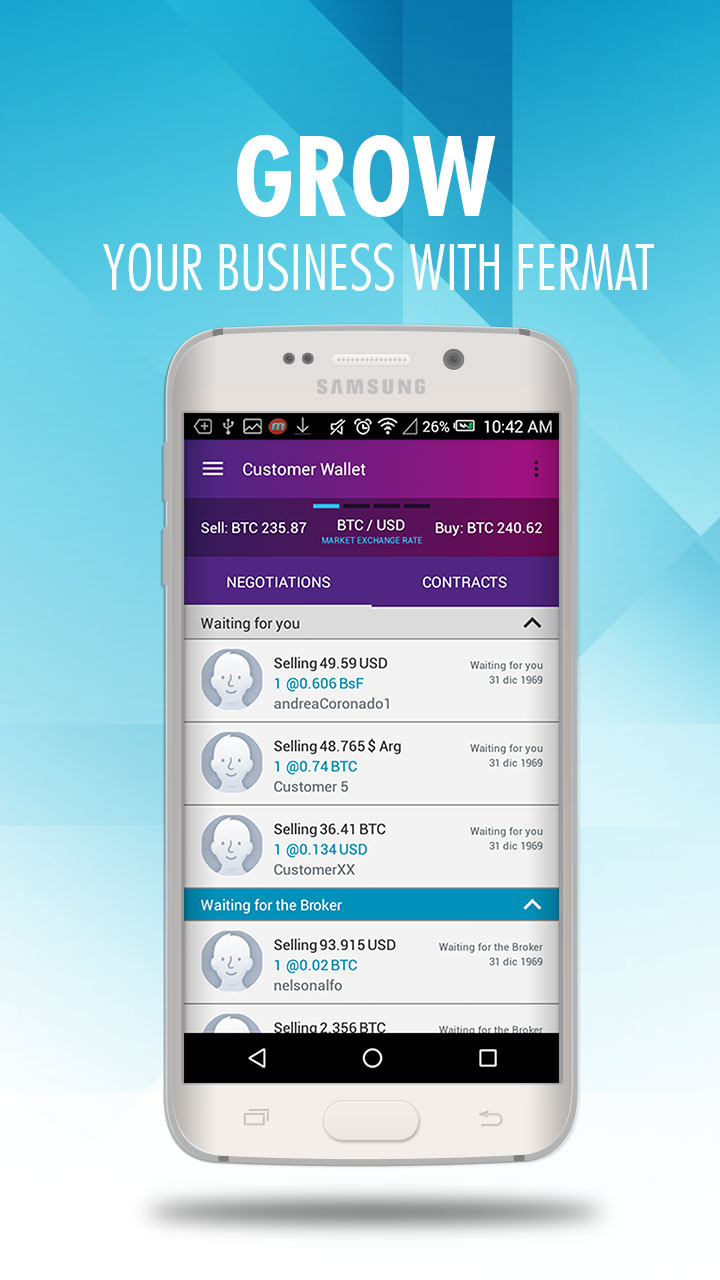 GROW
YOUR BUSINESS WITH FERMAT
SAMSUNG
26% 10:42 AM
Customer Wallet
Sell: BTC 235.87 BTC / USD Buy: BTC 240.62
MARKET EXCHANGE RATE
NEGOTIATIONS CONTRACTS
Waiting for you
Selling 49.59 USD Waiting for you
1 @0.606 BsF 31 dic 1969
andreaCoronado1
Selling 48.765 $ Arg Waiting for you
1 @0.74 BTC 31 dic 1969
Customer 5
Selling 36.41 BTC Waiting for you
1 @0.134 USD 31 dic 1969
CustomerXX
Waiting for the Broker
Selling 93.915 USD Waiting for the Broker
1 @0.02 BTC 31 dic 1969
nelsonalfo
Selling 2.356 BTC Waiting for the Broker